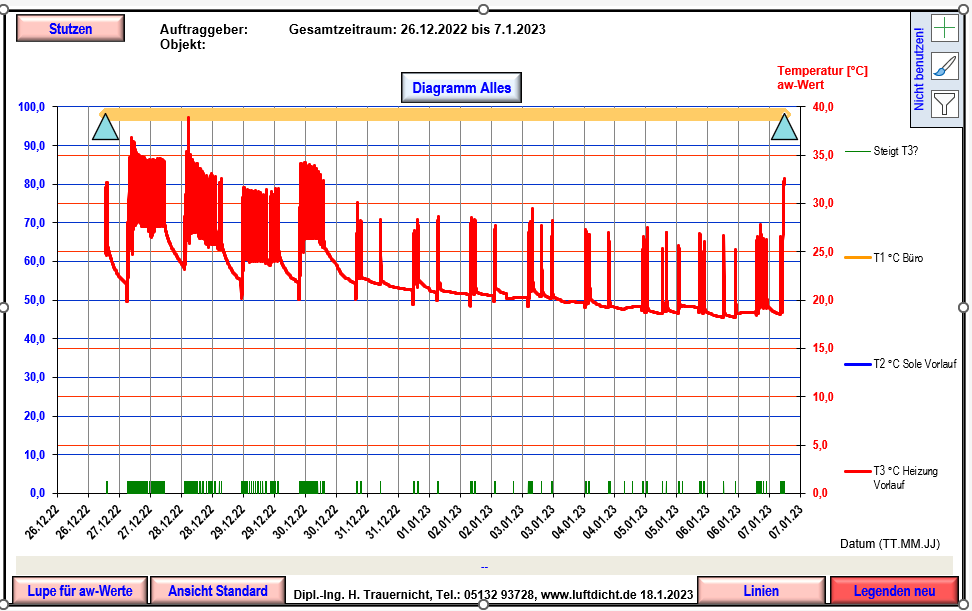 Stutzen
Auftraggeber:
Gesamtzeitraum: 26.12.2022 bis 7.1.2023
Objekt:
Nicht benutzen!
Diagramm Alles
Temperatur [°C]
aw-Wert
100,0
90,0
80,0
70,0
60,0
50,0
40,0
30,0
20,0
10,0
0,0
40,0
35,0
30,0
25,0
20,0
15,0
10,0
5,0
0,0
Steigt T3?
T1 °C Büro
T2 °C Sole Vorlauf
T3 °C Heizung
Vorlauf
26.12.22
26.12.22
27.12.22
27.12.22
28.12.22
28.12.22
29.12.22
29.12.22
30.12.22
30.12.22
31.12.22
31.12.22
01.01.23
01.01.23
02.01.23
02.01.23
03.01.23
03.01.23
04.01.23
04.01.23
05.01.23
05.01.23
06.01.23
06.01.23
07.01.23
07.01.23
Datum (TT.MM.JJ)
--
Lupe für aw-Werte
Ansicht Standard
Dipl.-Ing. H. Trauernicht, Tel.: 05132 93728, www.luftdicht.de 18.1.2023
Linien
Legenden neu